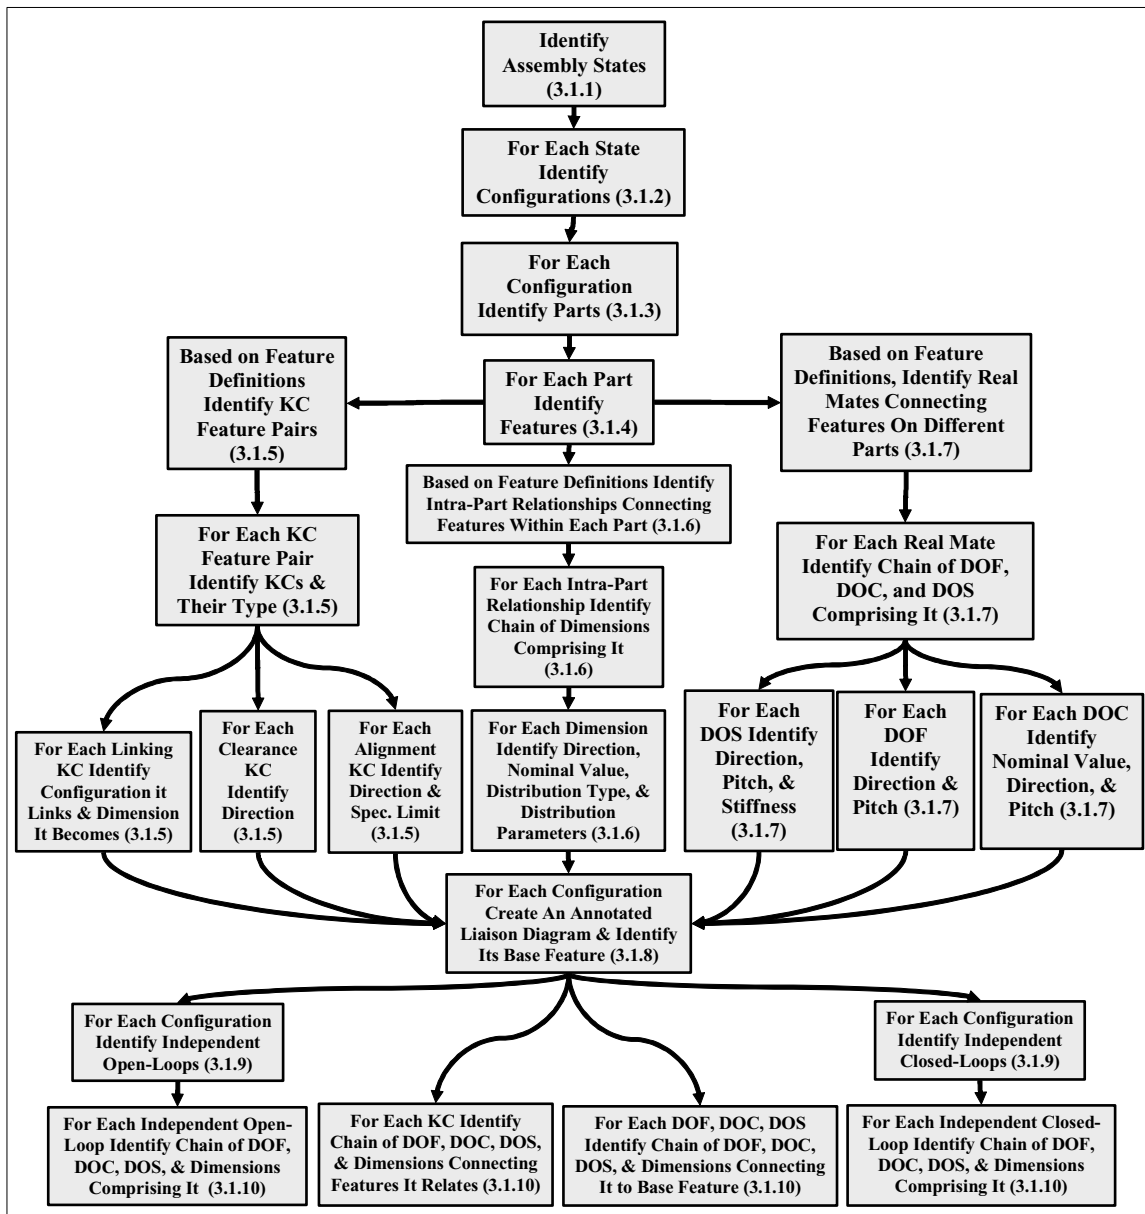 Identify
Assembly States
(3.1.1)
For Each State
Identify
Configurations (3.1.2)
For Each
Configuration
Identify Parts (3.1.3)
Based on Feature
Definitions
Identify KC
Feature Pairs
(3.1.5)
For Each Part
Identify
Features (3.1.4)
Based on Feature
Definitions, Identify Real
Mates Connecting
Features On Different
Parts (3.1.7)
Based on Feature Definitions Identify
Intra-Part Relationships Connecting
Features Within Each Part (3.1.6)
For Each KC
Feature Pair
Identify KCs &
Their Type (3.1.5)
For Each Intra-Part
Relationship Identify
Chain of Dimensions
Comprising It
(3.1.6)
For Each Real Mate
Identify Chain of DOF,
DOC, and DOS
Comprising It (3.1.7)
For Each Linking
KC Identify
Configuration it
Links & Dimension
It Becomes (3.1.5)
For Each
Clearance
KC
Identify
Direction
(3.1.5)
For Each
Alignment
KC Identify
Direction &
Spec. Limit
(3.1.5)
For Each Dimension
Identify Direction,
Nominal Value,
Distribution Type, &
Distribution
Parameters (3.1.6)
For Each
DOS Identify
Direction,
Pitch, &
Stiffness
(3.1.7)
For Each
DOF
Identify
Direction &
Pitch (3.1.7)
For Each DOC
Identify
Nominal Value,
Direction, &
Pitch (3.1.7)
For Each Configuration
Create An Annotated
Liaison Diagram & Identify
Its Base Feature (3.1.8)
For Each Configuration
Identify Independent
Open-Loops (3.1.9)
For Each Configuration
Identify Independent
Closed-Loops (3.1.9)
For Each Independent Open-
Loop Identify Chain of DOF,
DOC, DOS, & Dimensions
Comprising It (3.1.10)
For Each KC Identify
Chain of DOF, DOC, DOS,
& Dimensions Connecting
Features It Relates (3.1.10)
For Each DOF, DOC, DOS
Identify Chain of DOF, DOC,
DOS, & Dimensions Connecting
It to Base Feature (3.1.10)
For Each Independent Closed-
Loop Identify Chain of DOF,
DOC, DOS, & Dimensions
Comprising It (3.1.10)